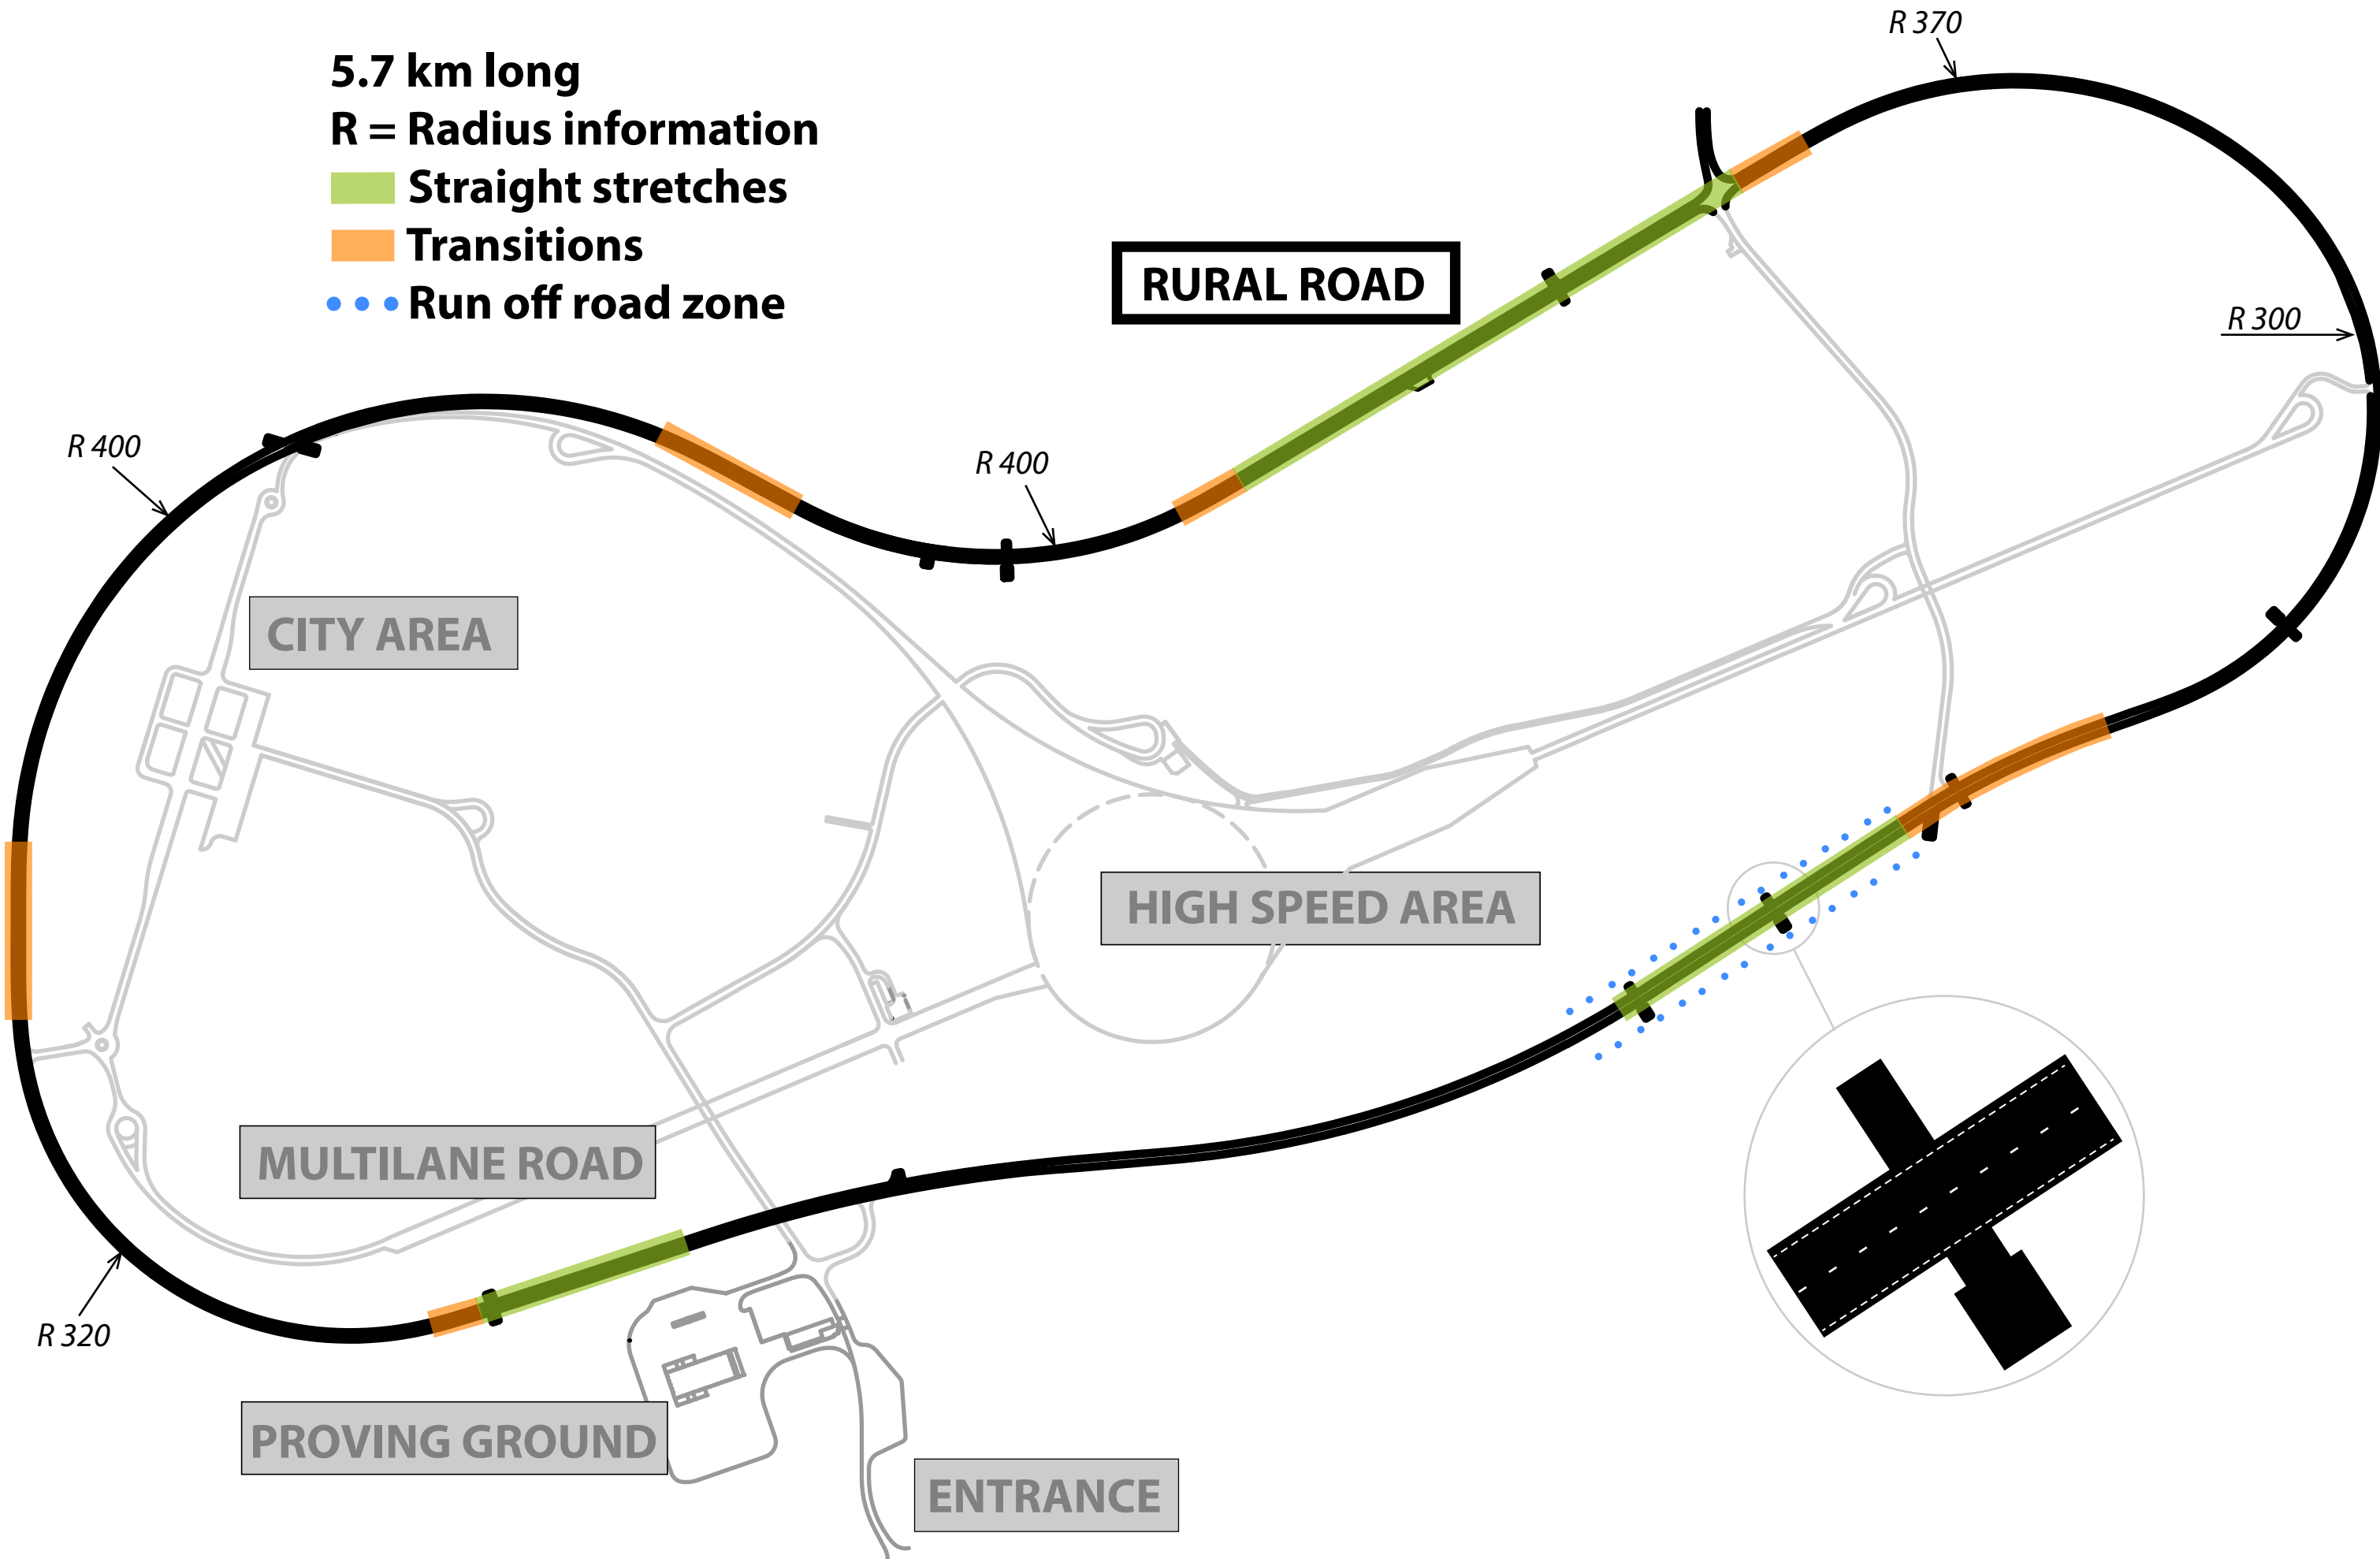 R 370
5.7 km long
R = Radius information
Straight stretches
Transitions
Run off road zone
RURAL ROAD
R 300
R 400
R 400
CITY AREA
HIGH SPEED AREA
MULTILANE ROAD
R 320
PROVING GROUND
ENTRANCE